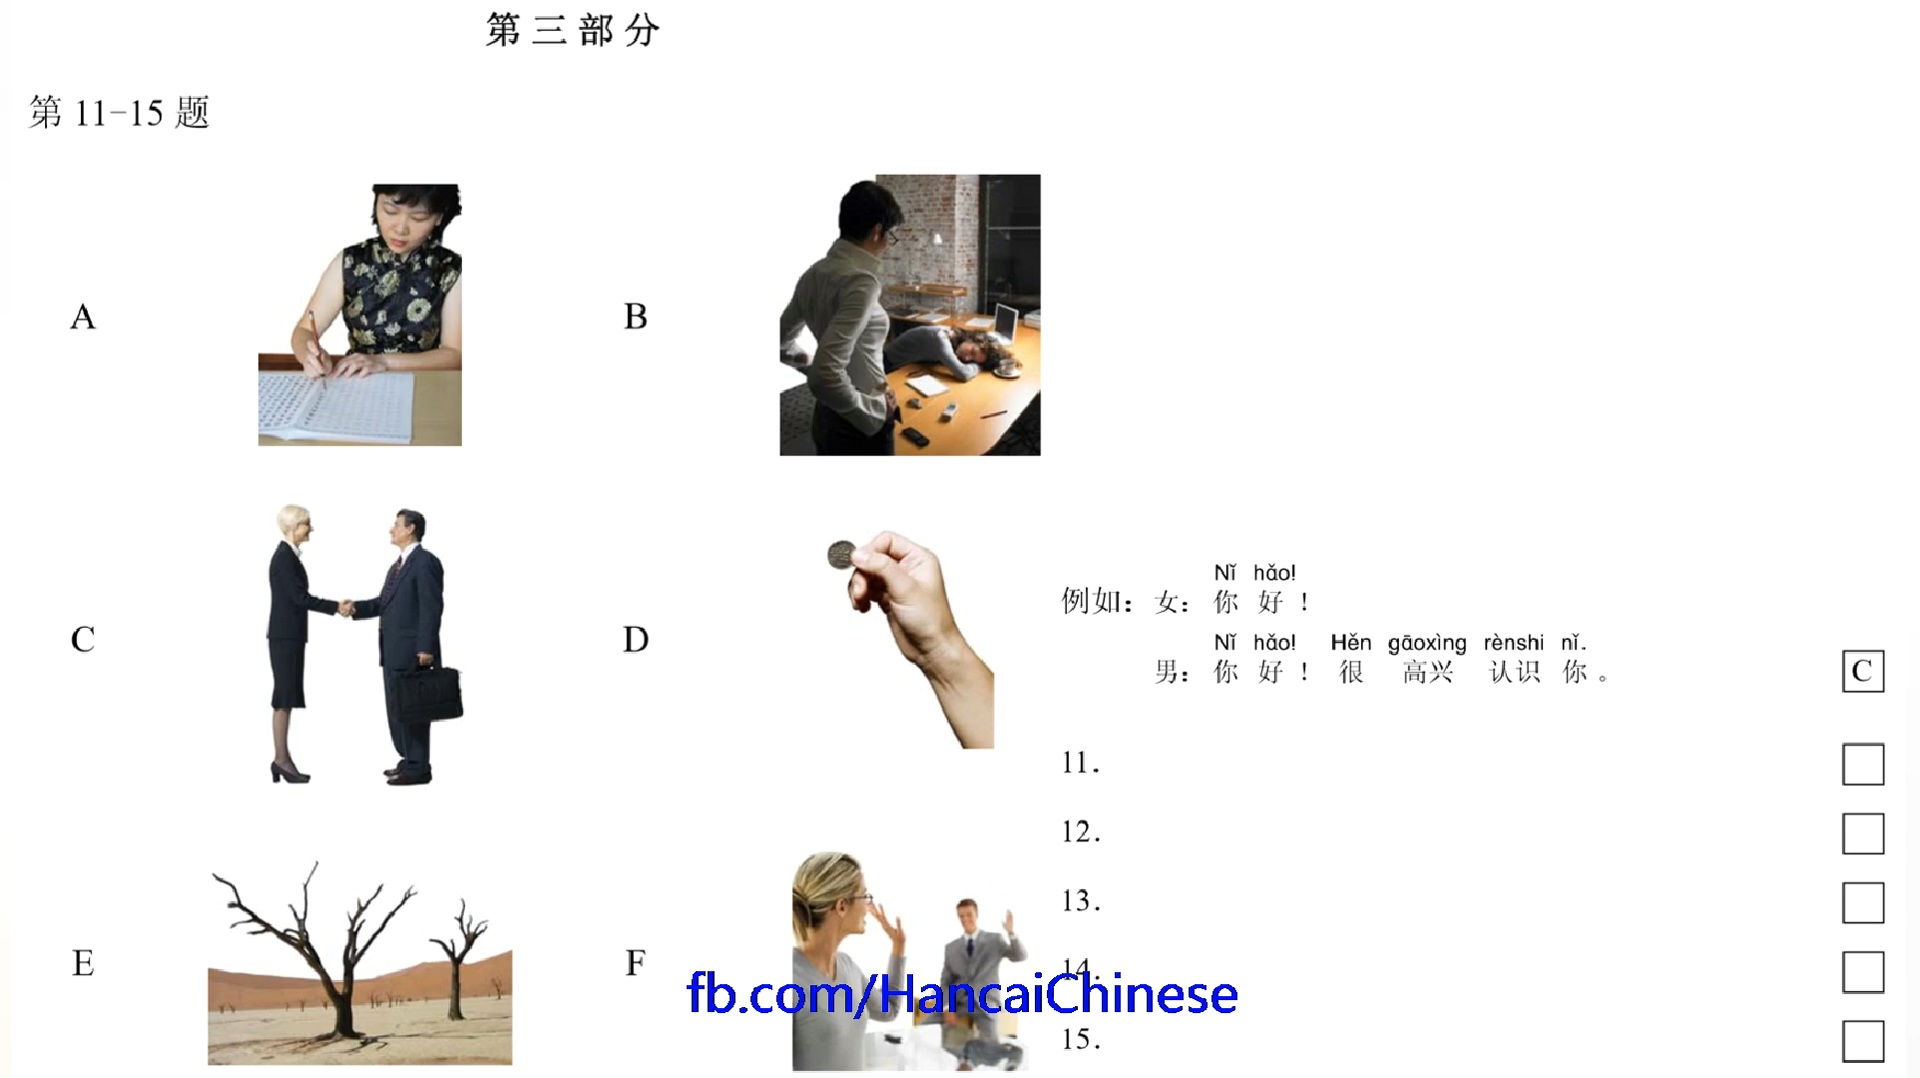 第三部分
第 11-15 题
A
B
C
D
Nǐ hǎo!
例如：女：你 好！
Nǐ hǎo! Hěn gāoxìng rènshi nǐ.
男：你 好！很 高兴 认识 你。
C
11.
12.
13.
E
F
14.
fb.com/HancaiChinese
15.